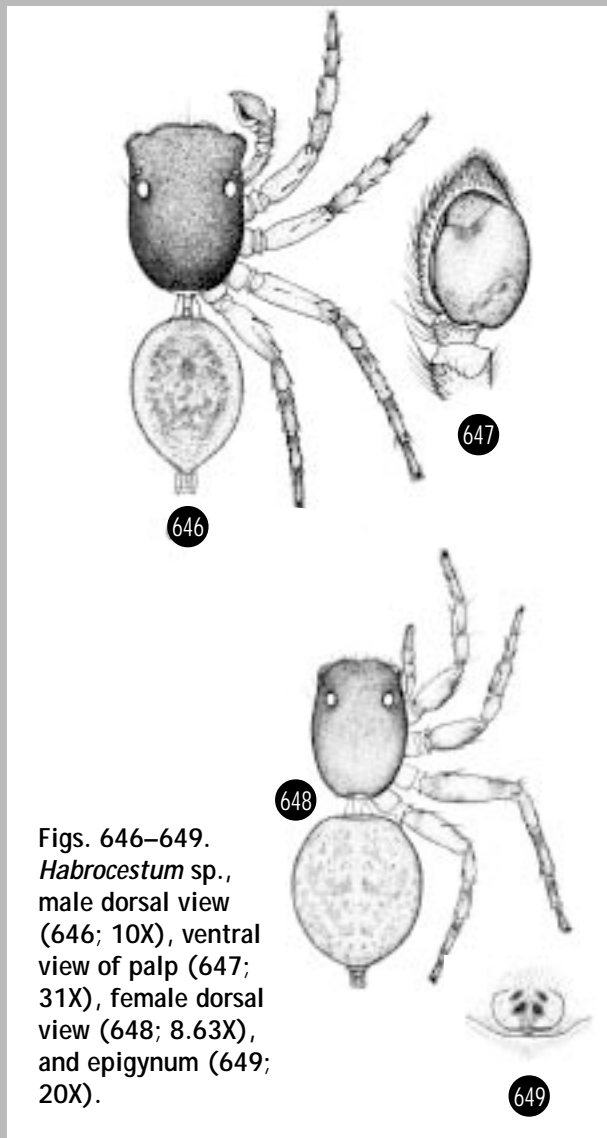 647
646
648
Figs. 646–649.
Habrocestum sp.,
male dorsal view
(646; 10X), ventral
view of palp (647;
31X), female dorsal
view (648; 8.63X),
and epigynum (649;
20X).
649